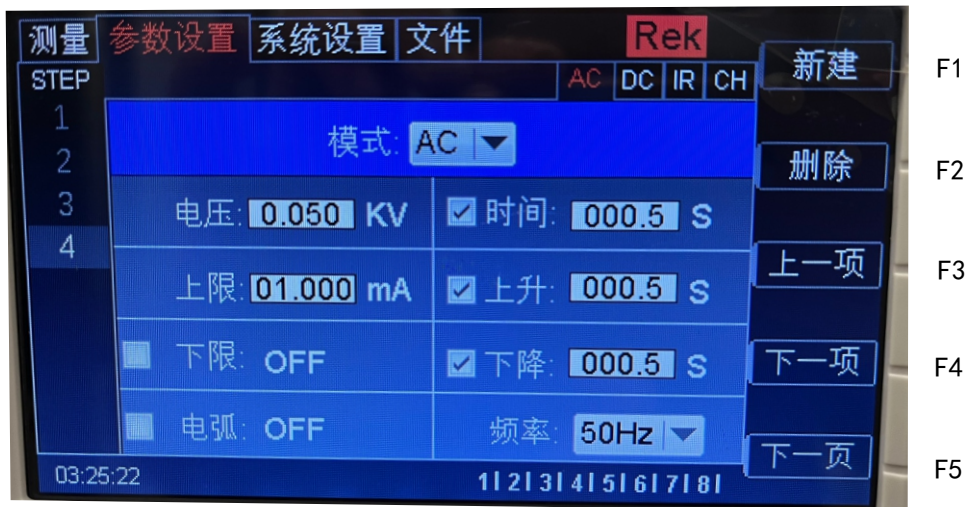 测量 参数设置 系统设置 文件 Rek
新建 F1
STEP AC DC IR CH
1
模式: AC
2
删除 F2
3
电压: 0.050 KV 时间: 000.5 S
4
上一项 F3
上限: 01.000 mA 上升: 000.5 S
下限: OFF 下降: 000.5 S
下一项 F4
电弧: OFF 频率: 50Hz
下一页 F5
03:25:22 1| 2| 3| 4| 5| 6| 7| 8|